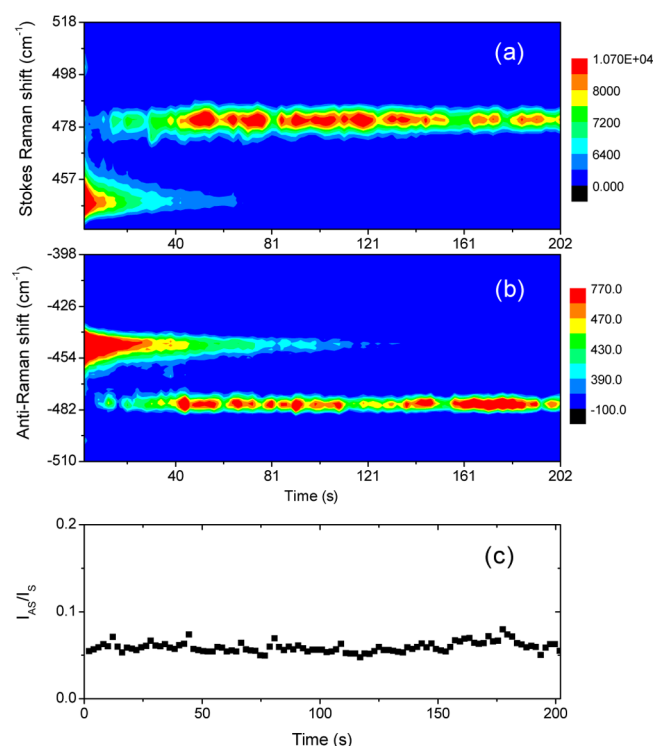 (a)
Stokes Raman shift (cm-1)
518
498
478
457
40 81 121 161 202
1.070E+04
8000
7200
6400
0.000
(b)
Anti-Raman shift (cm-1)
-398
-426
-454
-482
-510
40 81 121 161 202
Time (s)
770.0
470.0
430.0
390.0
-100.0
(c)
IAS/IS
0.2
0.1
0.0
0 50 100 150 200
Time (s)